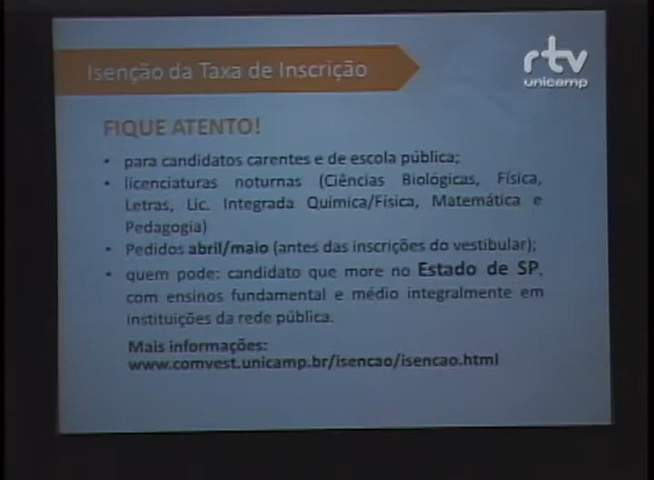 Isenção da Taxa de Inscrição
rtv
unicamp
FIQUE ATENTO!
• para candidatos carentes e de escola pública;
• licenciaturas noturnas (Ciências Biológicas, Física,
Letras, Lic. Integrada Química/Física, Matemática e
Pedagogia)
• Pedidos abril/maio (antes das inscrições do vestibular);
• quem pode: candidato que more no Estado de SP,
com ensinos fundamental e médio integralmente em
instituições da rede pública.
Mais informações:
www.comvest.unicamp.br/isencao/isencao.html